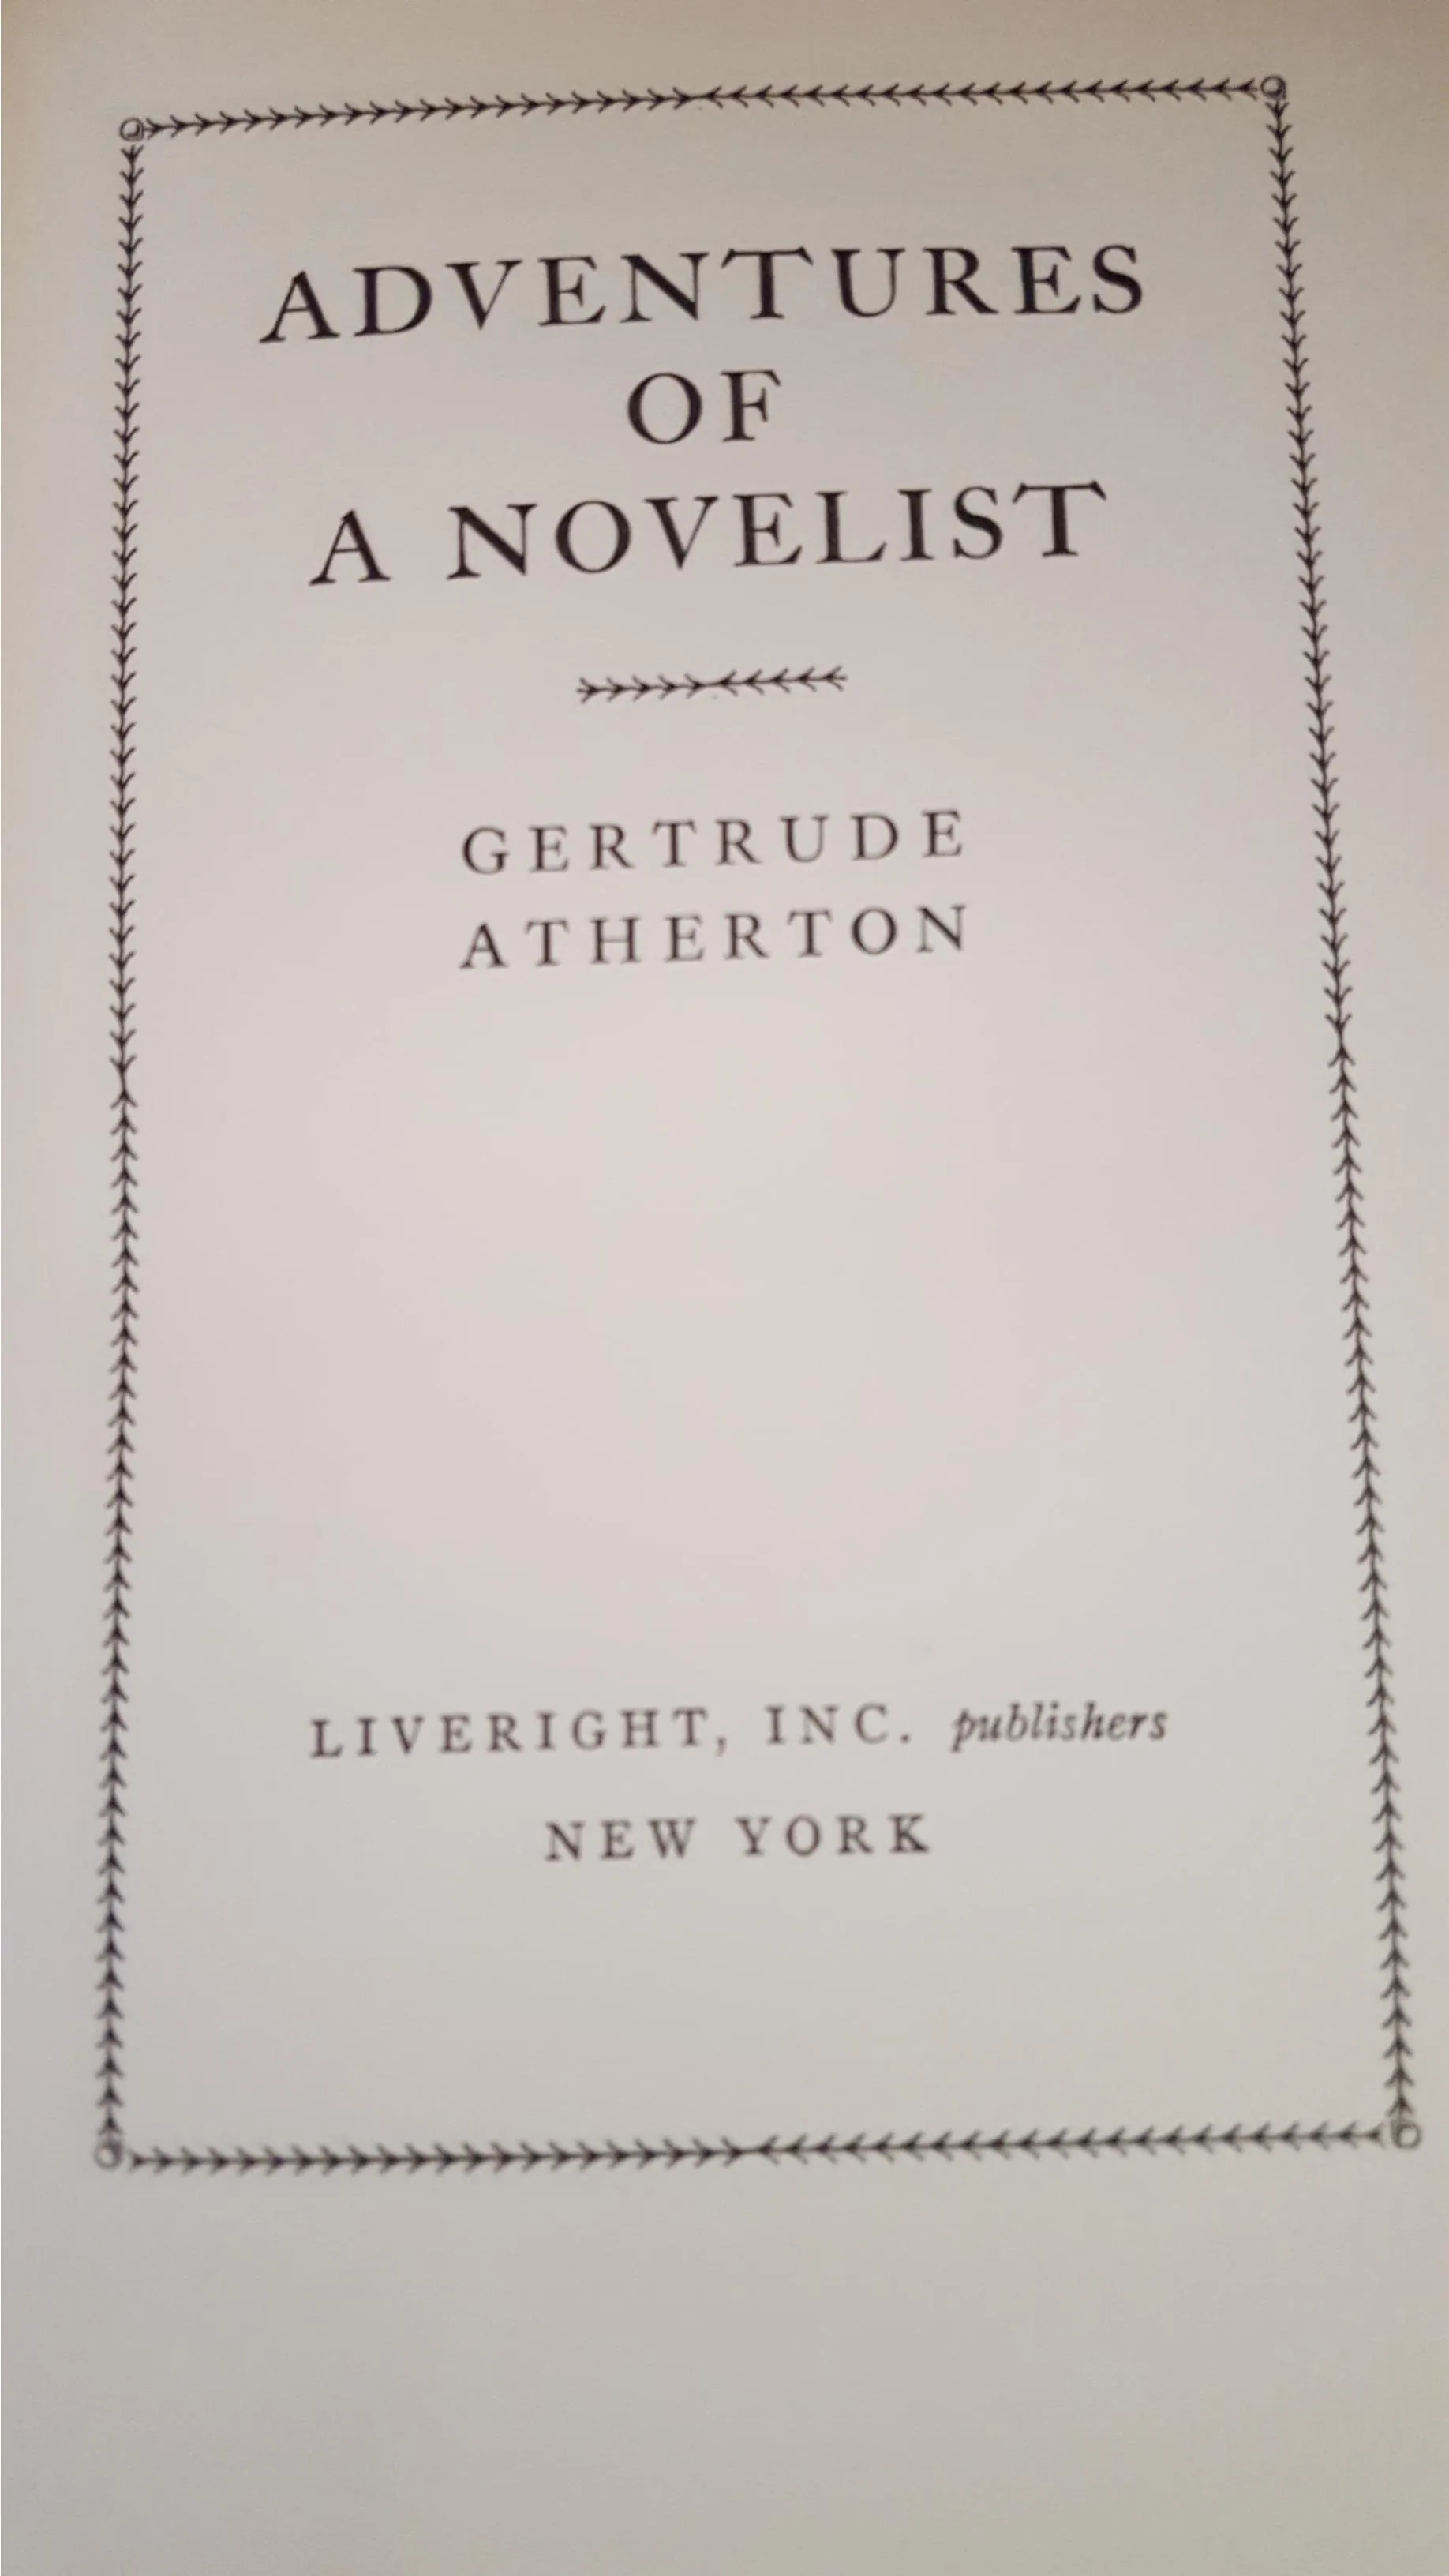 ADVENTURES
OF
A NOVELIST
GERTRUDE
ATHERTON
LIVERIGHT, INC. publishers
NEW YORK